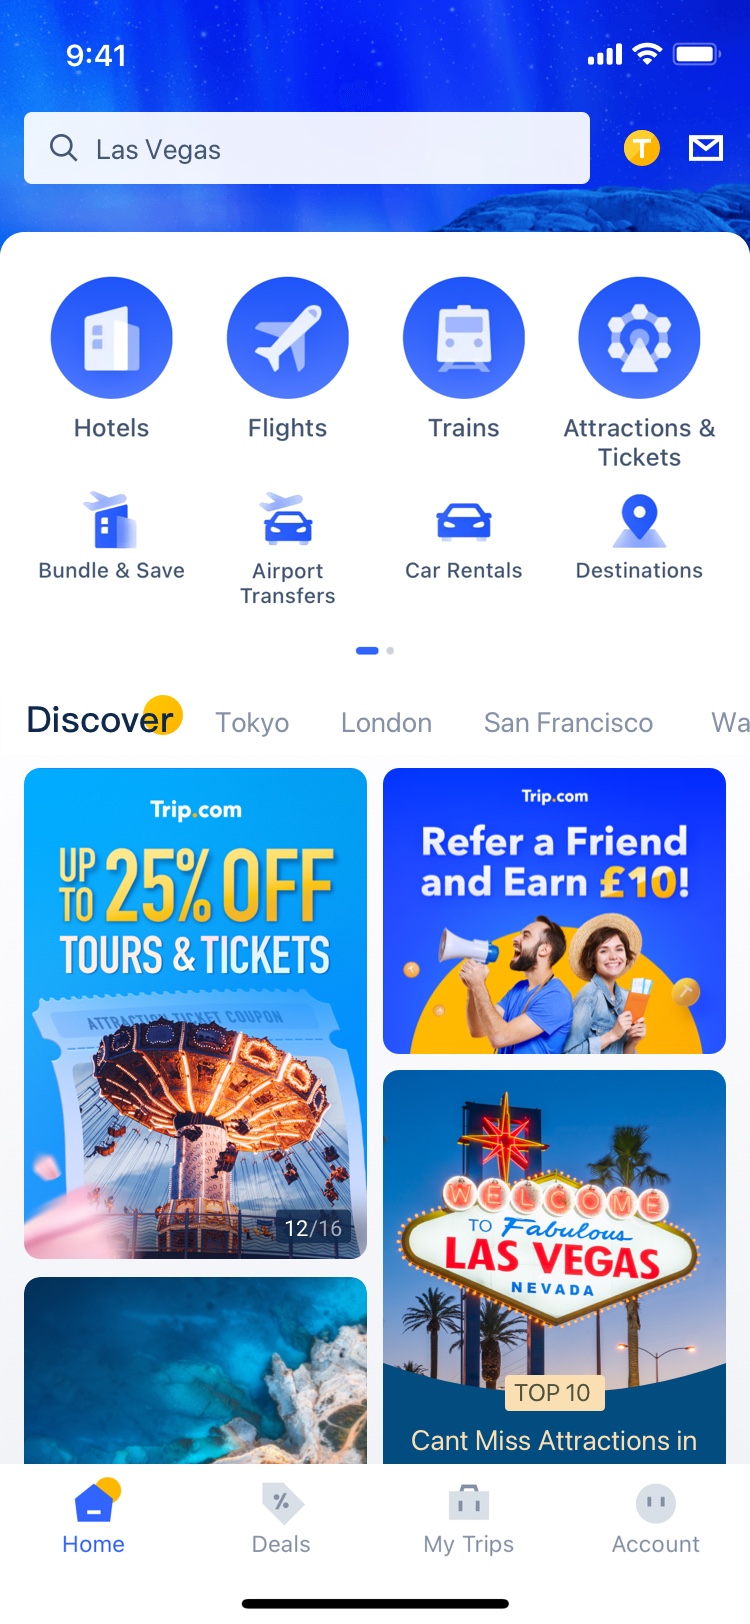 9:41
Las Vegas
T
Hotels
Flights
Trains
Attractions &
Tickets
Bundle & Save
Airport
Transfers
Car Rentals
Destinations
Discover
Tokyo
London
San Francisco
Wa
Trip.com
UP
TO
25% OFF
TOURS & TICKETS
ATTRACTION TICKET COUPON
12/16
Trip.com
Refer a Friend
and Earn £10!
WELCOME
TO Fabulous
LAS VEGAS
NEVADA
TOP 10
Cant Miss Attractions in
%
Home
Deals
My Trips
Account